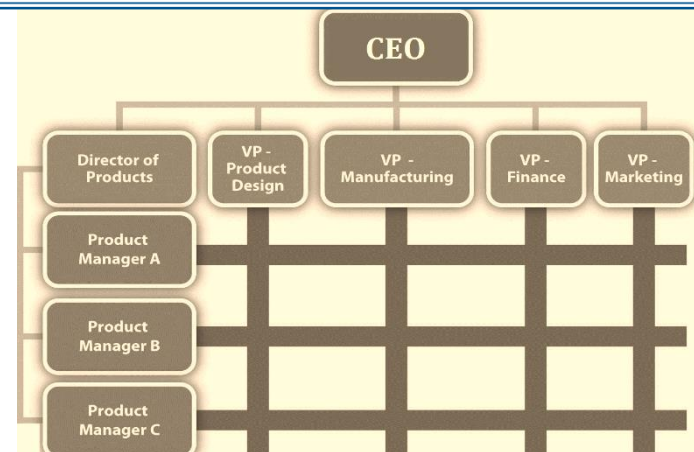 CEO
Director of
Products
VP -
Product
Design
VP -
Manufacturing
VP -
Finance
VP -
Marketing
Product
Manager A
Product
Manager B
Product
Manager C